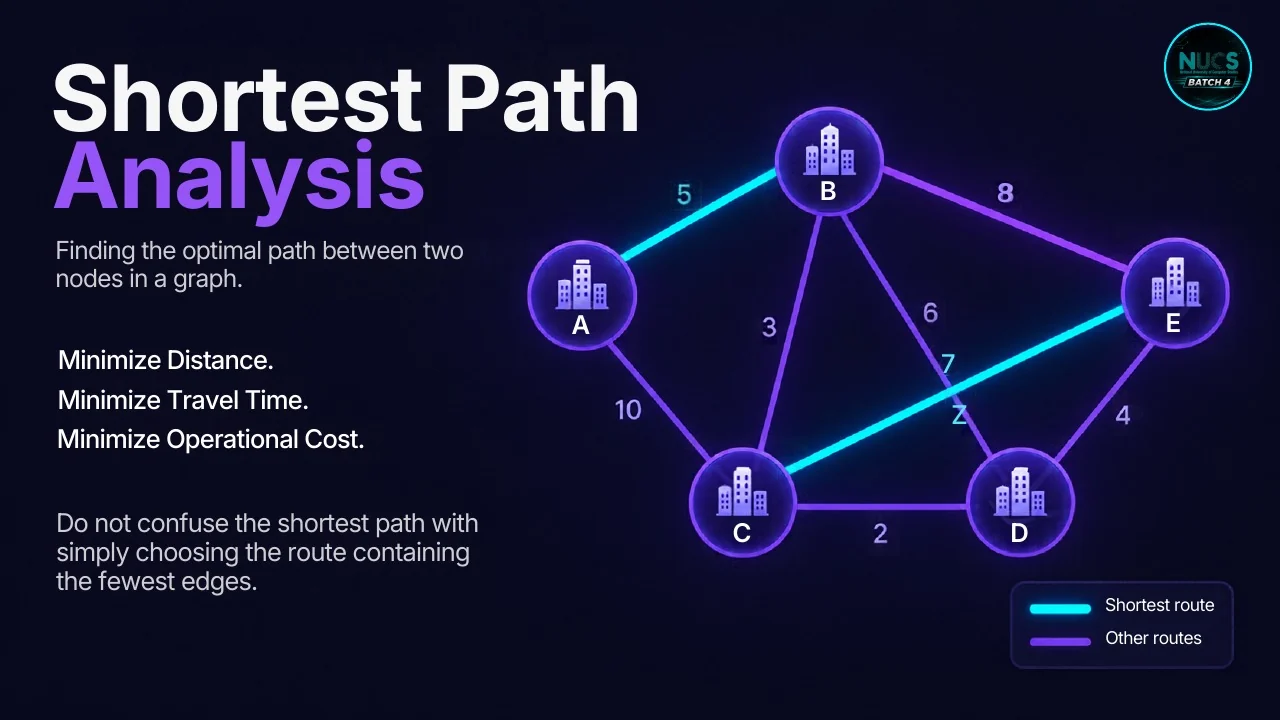 Shortest Path
Analysis
Finding the optimal path between two
nodes in a graph.
Minimize Distance.
Minimize Travel Time.
Minimize Operational Cost.
Do not confuse the shortest path with
simply choosing the route containing
the fewest edges.
NUCS
BATCH 4
B
5
8
A
E
3
6
7
10
Z
4
C
D
2
Shortest route
Other routes